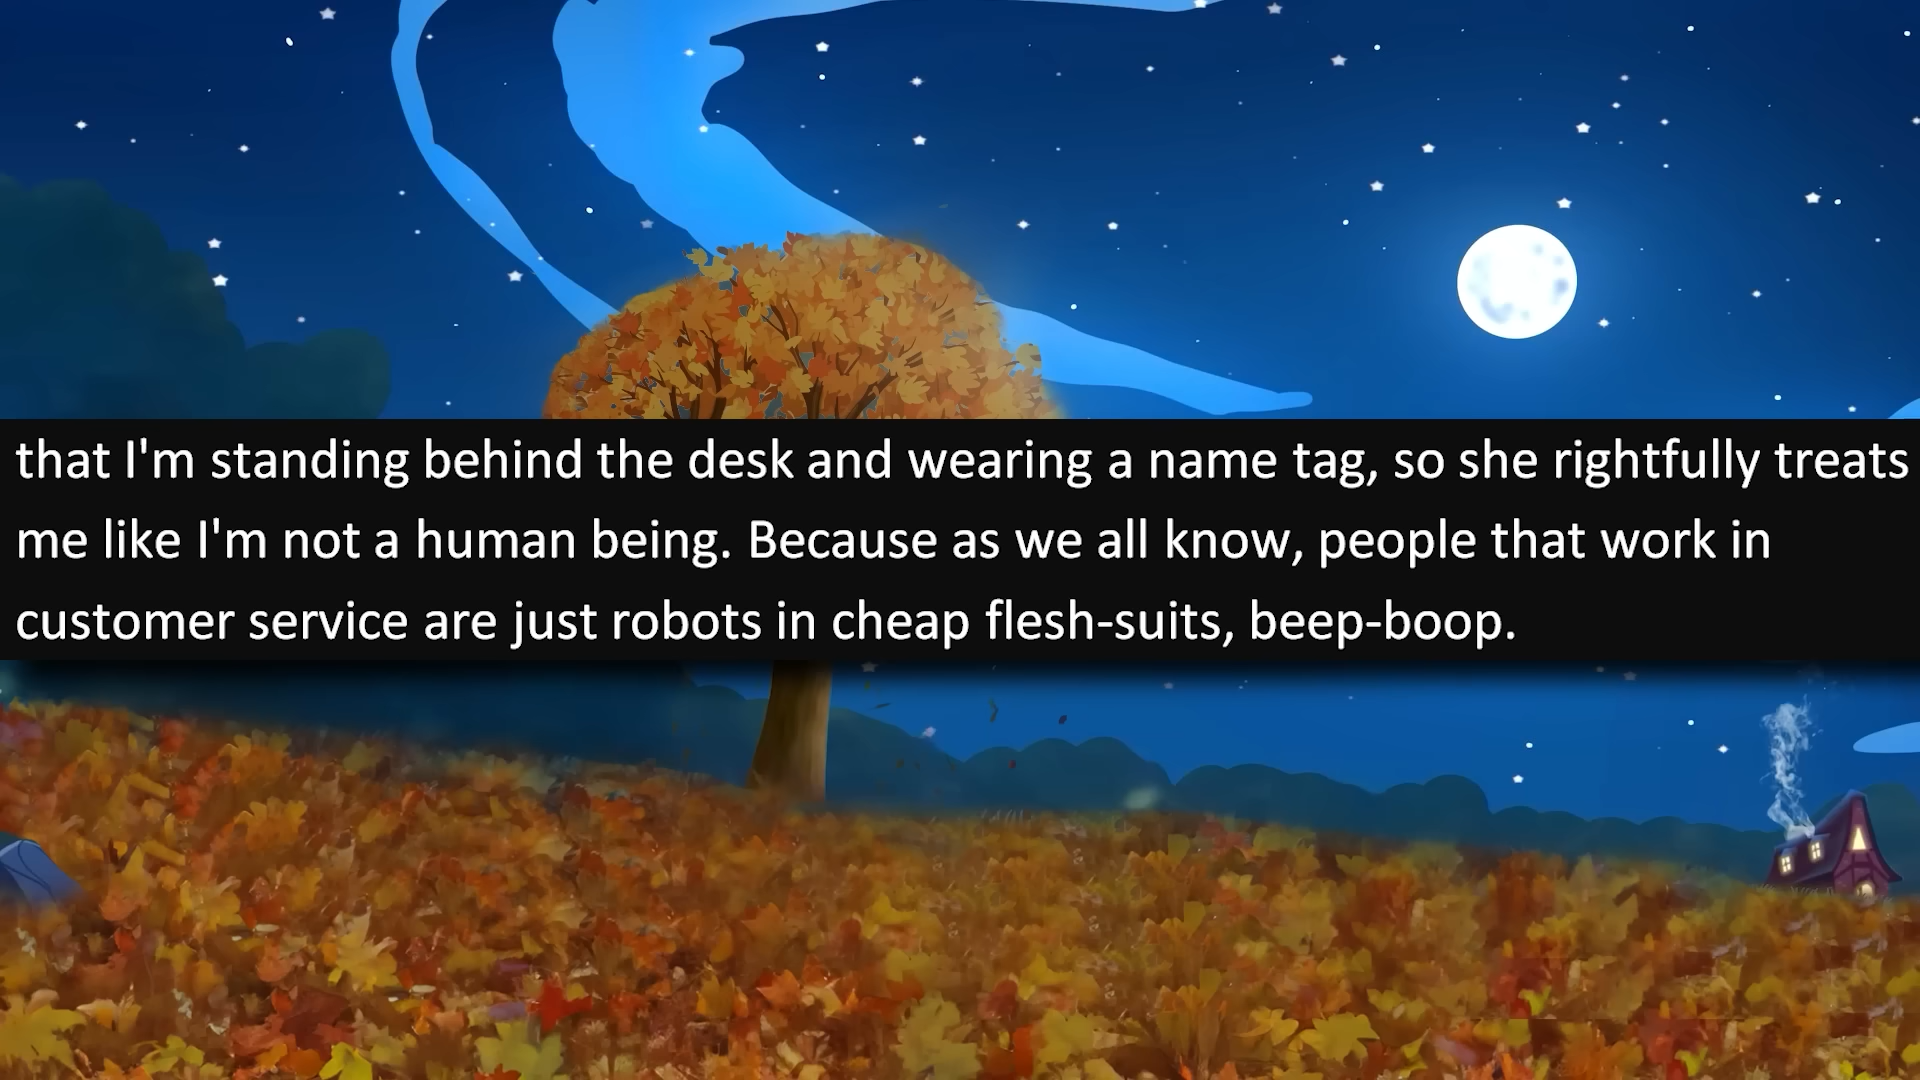 that I'm standing behind the desk and wearing a name tag, so she rightfully treats
me like I'm not a human being. Because as we all know, people that work in
customer service are just robots in cheap flesh-suits, beep-boop.